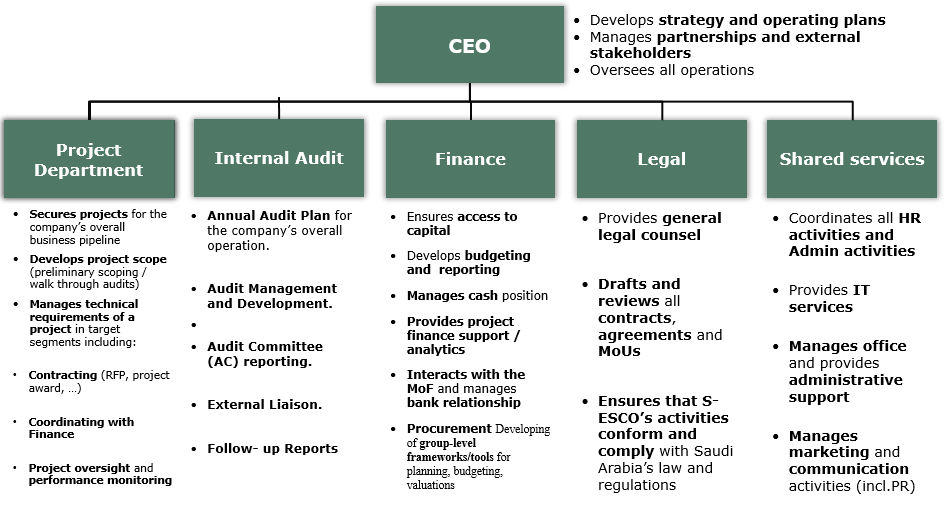 CEO
• Develops strategy and operating plans
• Manages partnerships and external
stakeholders
• Oversees all operations
Project
Department
Internal Audit
Finance
Legal
Shared services
• Secures projects for the
company's overall
business pipeline
• Develops project scope
(preliminary scoping /
walk through audits)
• Manages technical
requirements of a
project in target
segments including:
• Contracting (RFP, project
award, ...)
• Coordinating with
Finance
• Project oversight and
performance monitoring
• Annual Audit Plan for
the company's overall
operation.
• Audit Management
and Development.
•
• Audit Committee
(AC) reporting.
• External Liaison.
• Follow- up Reports
• Ensures access to
capital
• Develops budgeting
and reporting
• Manages cash position
• Provides project
finance support /
analytics
• Interacts with the
MoF and manages
bank relationship
• Procurement Developing
of group-level
frameworks/tools for
planning, budgeting,
valuations
• Provides general
legal counsel
• Drafts and
reviews all
contracts,
agreements and
MoUs
• Ensures that S-
ESCO's activities
conform and
comply with Saudi
Arabia's law and
regulations
• Coordinates all HR
activities and
Admin activities
• Provides IT
services
• Manages office
and provides
administrative
support
• Manages
marketing and
communication
activities (incl.PR)